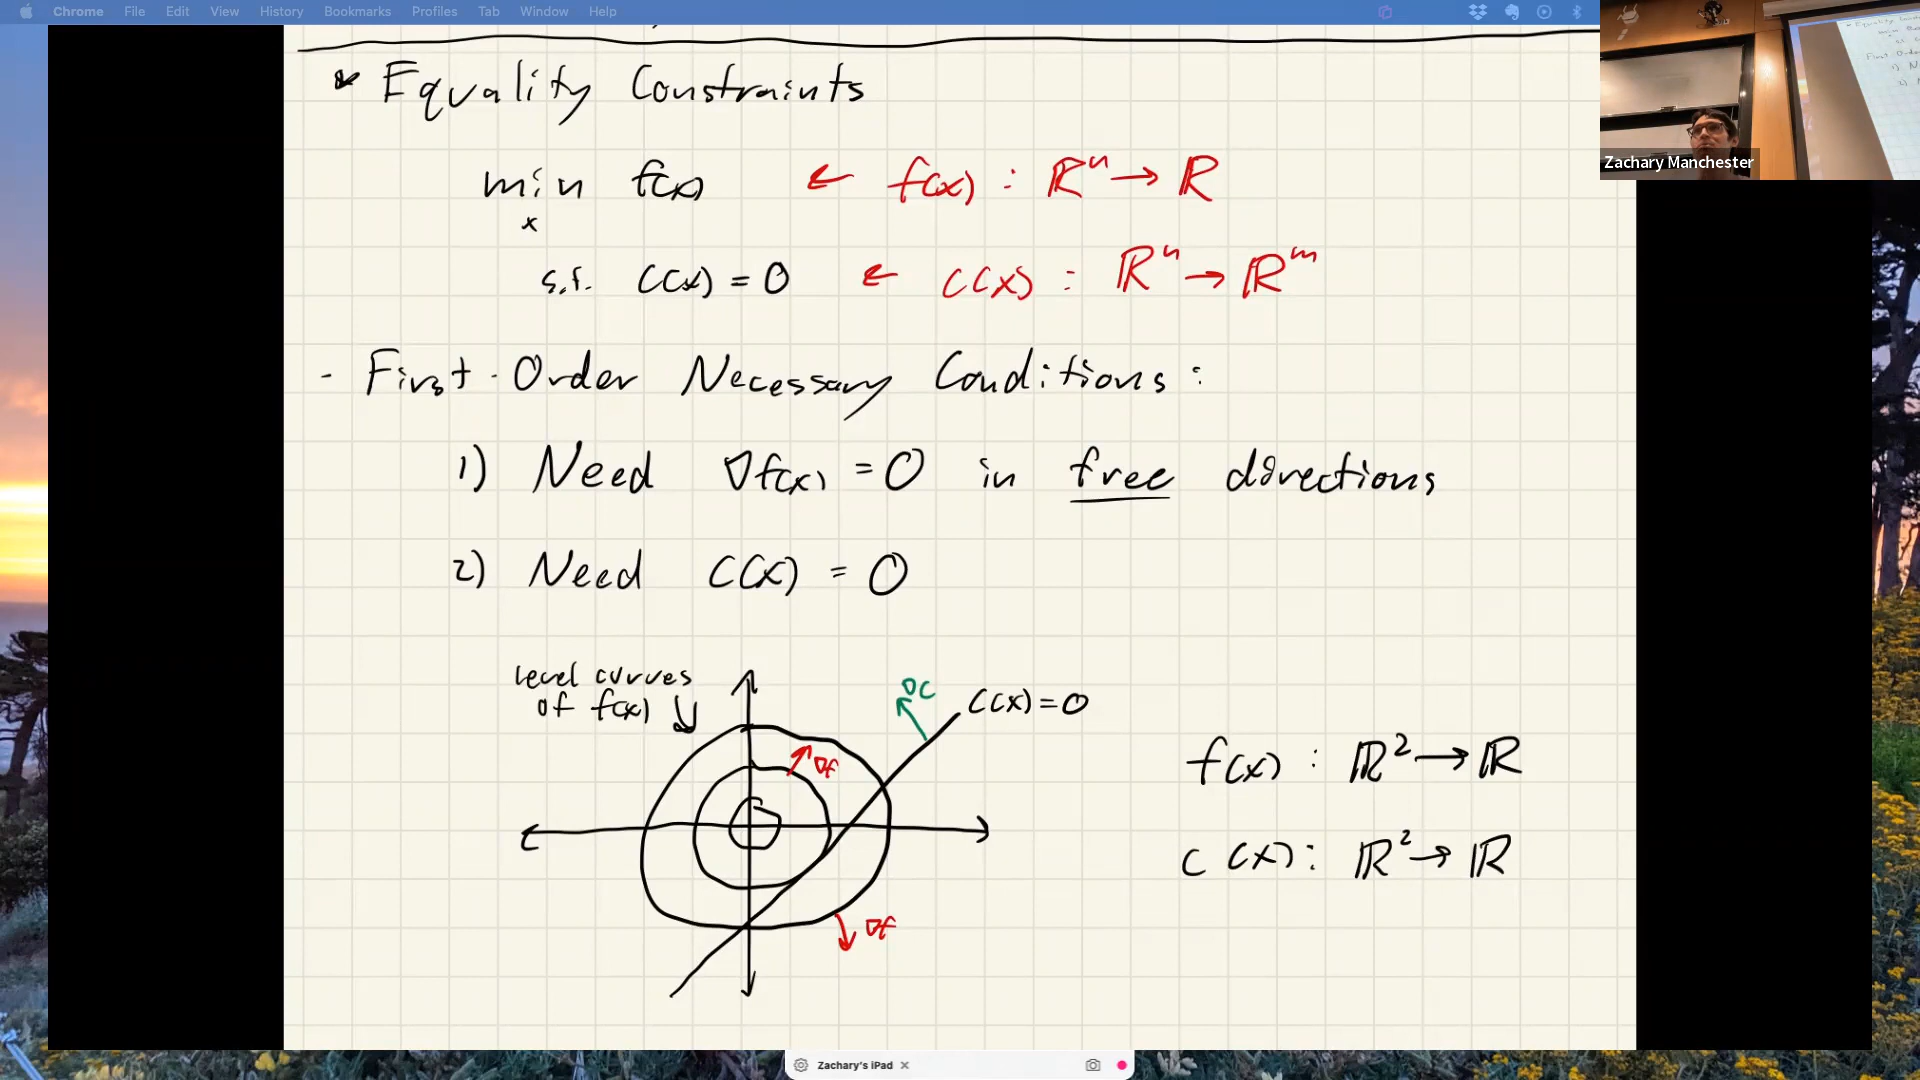 Chrome File Edit View History Bookmarks Profiles Tab Window Help
Zachary Manchester
Equality Constraints
min f(x) ← f(x) : ℝⁿ → ℝ
x
s.t. C(x) = 0 ← C(x) : ℝⁿ → ℝᵐ
- First-Order Necessary Conditions:
1) Need ∇f(x) = 0 in free directions
2) Need C(x) = 0
level curves
of f(x)
∇C
C(x)=0
∇f
∇f
f(x) : ℝ² → ℝ
C(x) : ℝ² → ℝ
Zachary's iPad